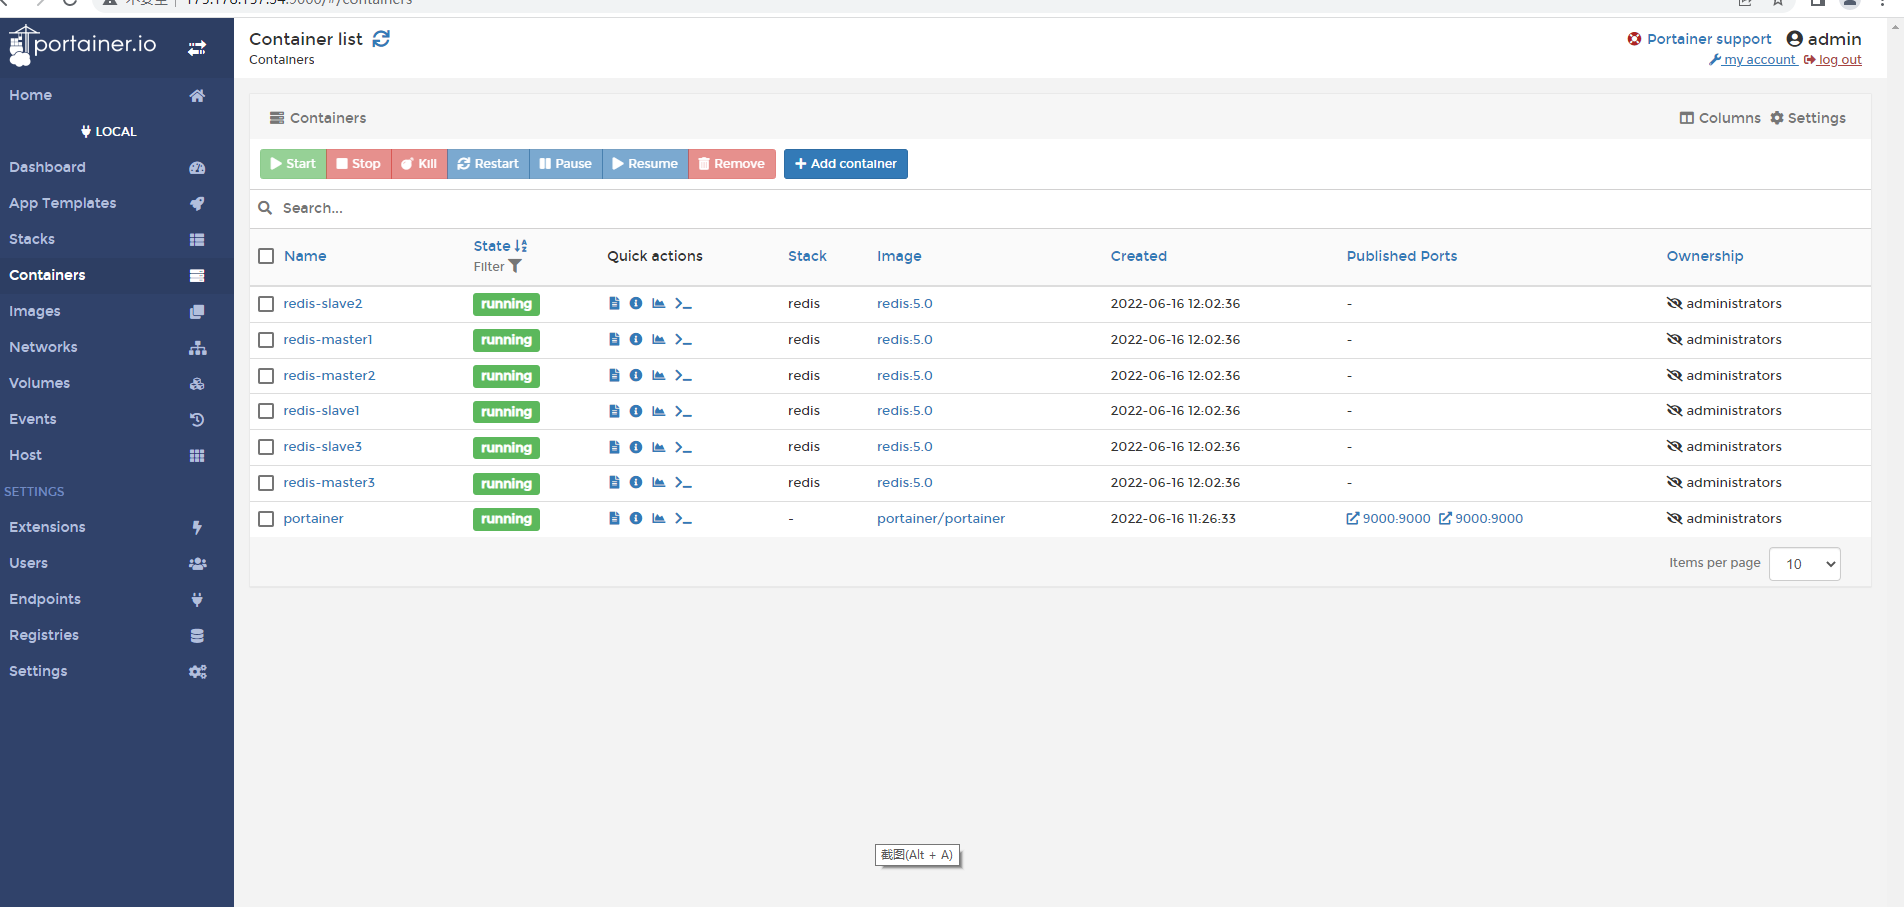 portainer.io
Home
LOCAL
Dashboard
App Templates
Stacks
Containers
Images
Networks
Volumes
Events
Host
SETTINGS
Extensions
Users
Endpoints
Registries
Settings
Container list
Containers
Portainer support admin
my account log out
Containers
Columns Settings
Start Stop Kill Restart Pause Resume Remove Add container
Search...
Name State Filter Quick actions Stack Image Created Published Ports Ownership
redis-slave2 running redis redis:5.0 2022-06-16 12:02:36 - administrators
redis-master1 running redis redis:5.0 2022-06-16 12:02:36 - administrators
redis-master2 running redis redis:5.0 2022-06-16 12:02:36 - administrators
redis-slave1 running redis redis:5.0 2022-06-16 12:02:36 - administrators
redis-slave3 running redis redis:5.0 2022-06-16 12:02:36 - administrators
redis-master3 running redis redis:5.0 2022-06-16 12:02:36 - administrators
portainer running - portainer/portainer 2022-06-16 11:26:33 9000:9000 9000:9000 administrators
Items per page 10
截图(Alt + A)